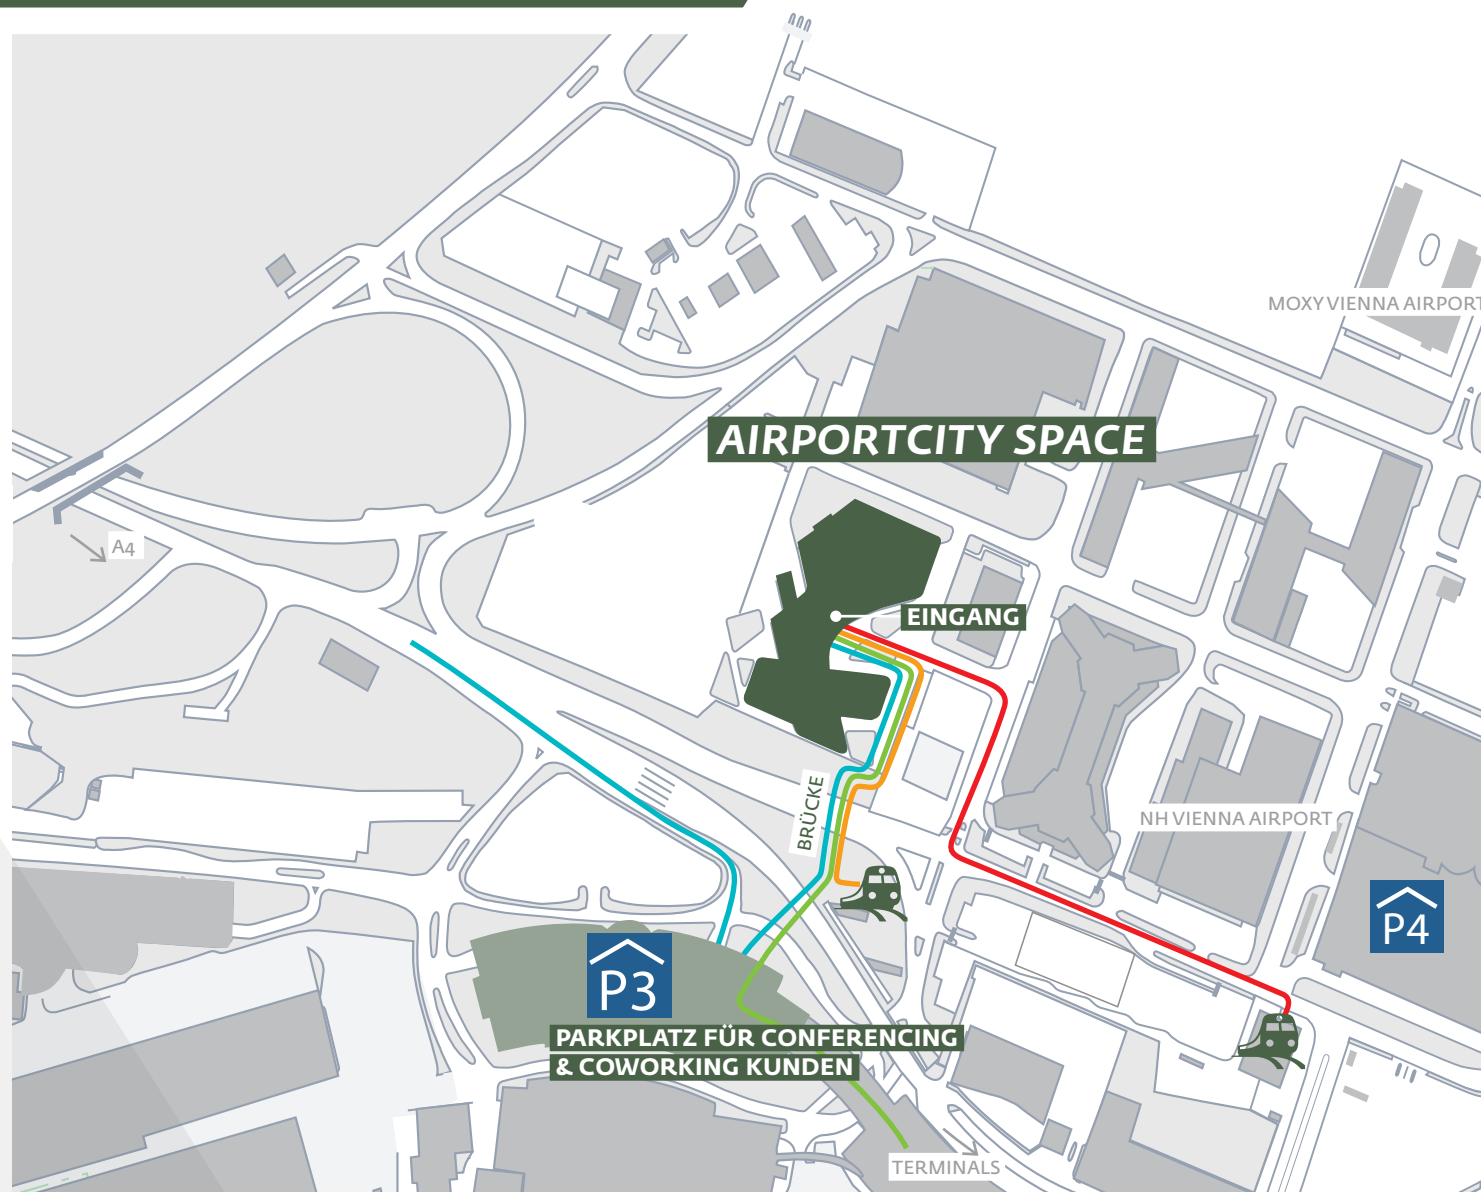 MOXY VIENNA AIRPORT
AIRPORTCITY SPACE
A4
EINGANG
BRÜCKE
NH VIENNA AIRPORT
P4
P3
PARKPLATZ FÜR CONFERENCING
& COWORKING KUNDEN
TERMINALS